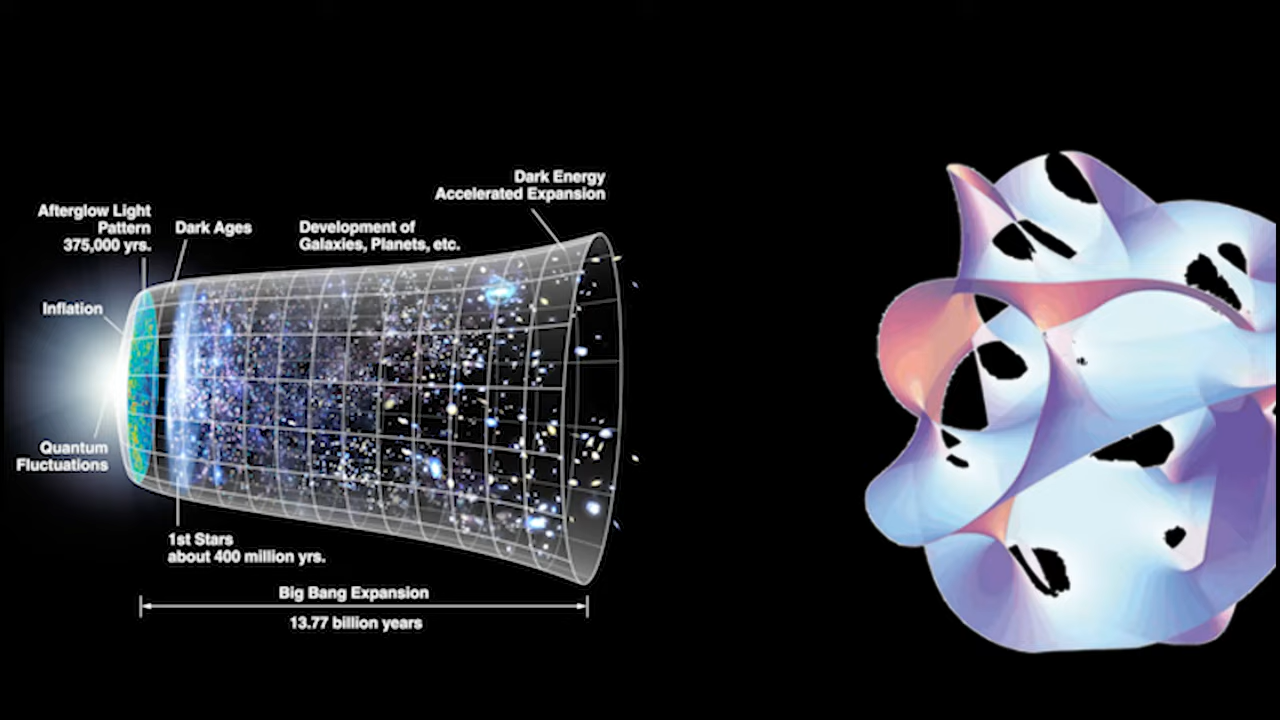 Dark Energy
Accelerated Expansion
Afterglow Light
Pattern
375,000 yrs.
Dark Ages
Development of
Galaxies, Planets, etc.
Inflation
Quantum
Fluctuations
1st Stars
about 400 million yrs.
Big Bang Expansion
13.77 billion years